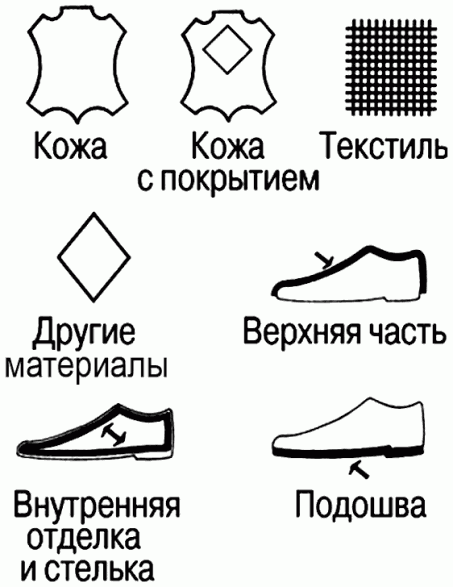 Кожа
Кожа
с покрытием
Текстиль
Другие
материалы
Верхняя часть
Внутренняя
отделка
и стелька
Подошва